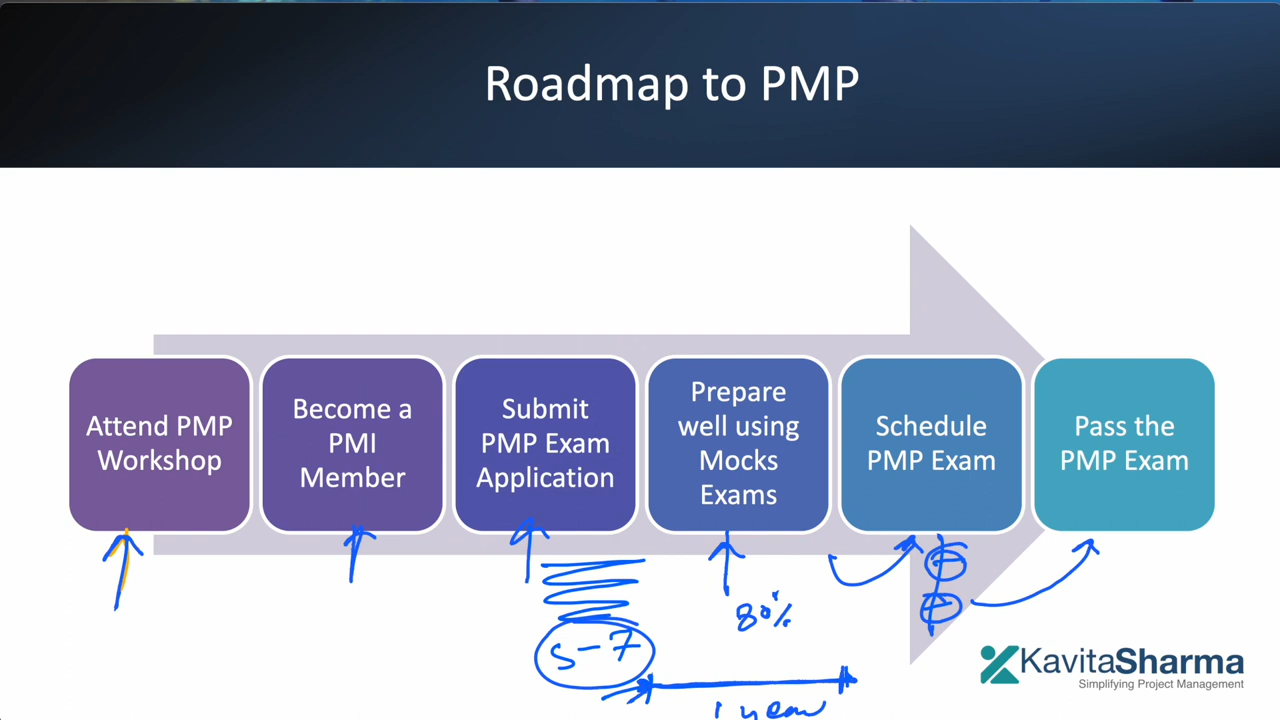 Roadmap to PMP
Attend PMP
Workshop
Become a
PMI
Member
Submit
PMP Exam
Application
Prepare
well using
Mocks
Exams
Schedule
PMP Exam
Pass the
PMP Exam
80%
5-7
1 year
KavitaSharma
Simplifying Project Management